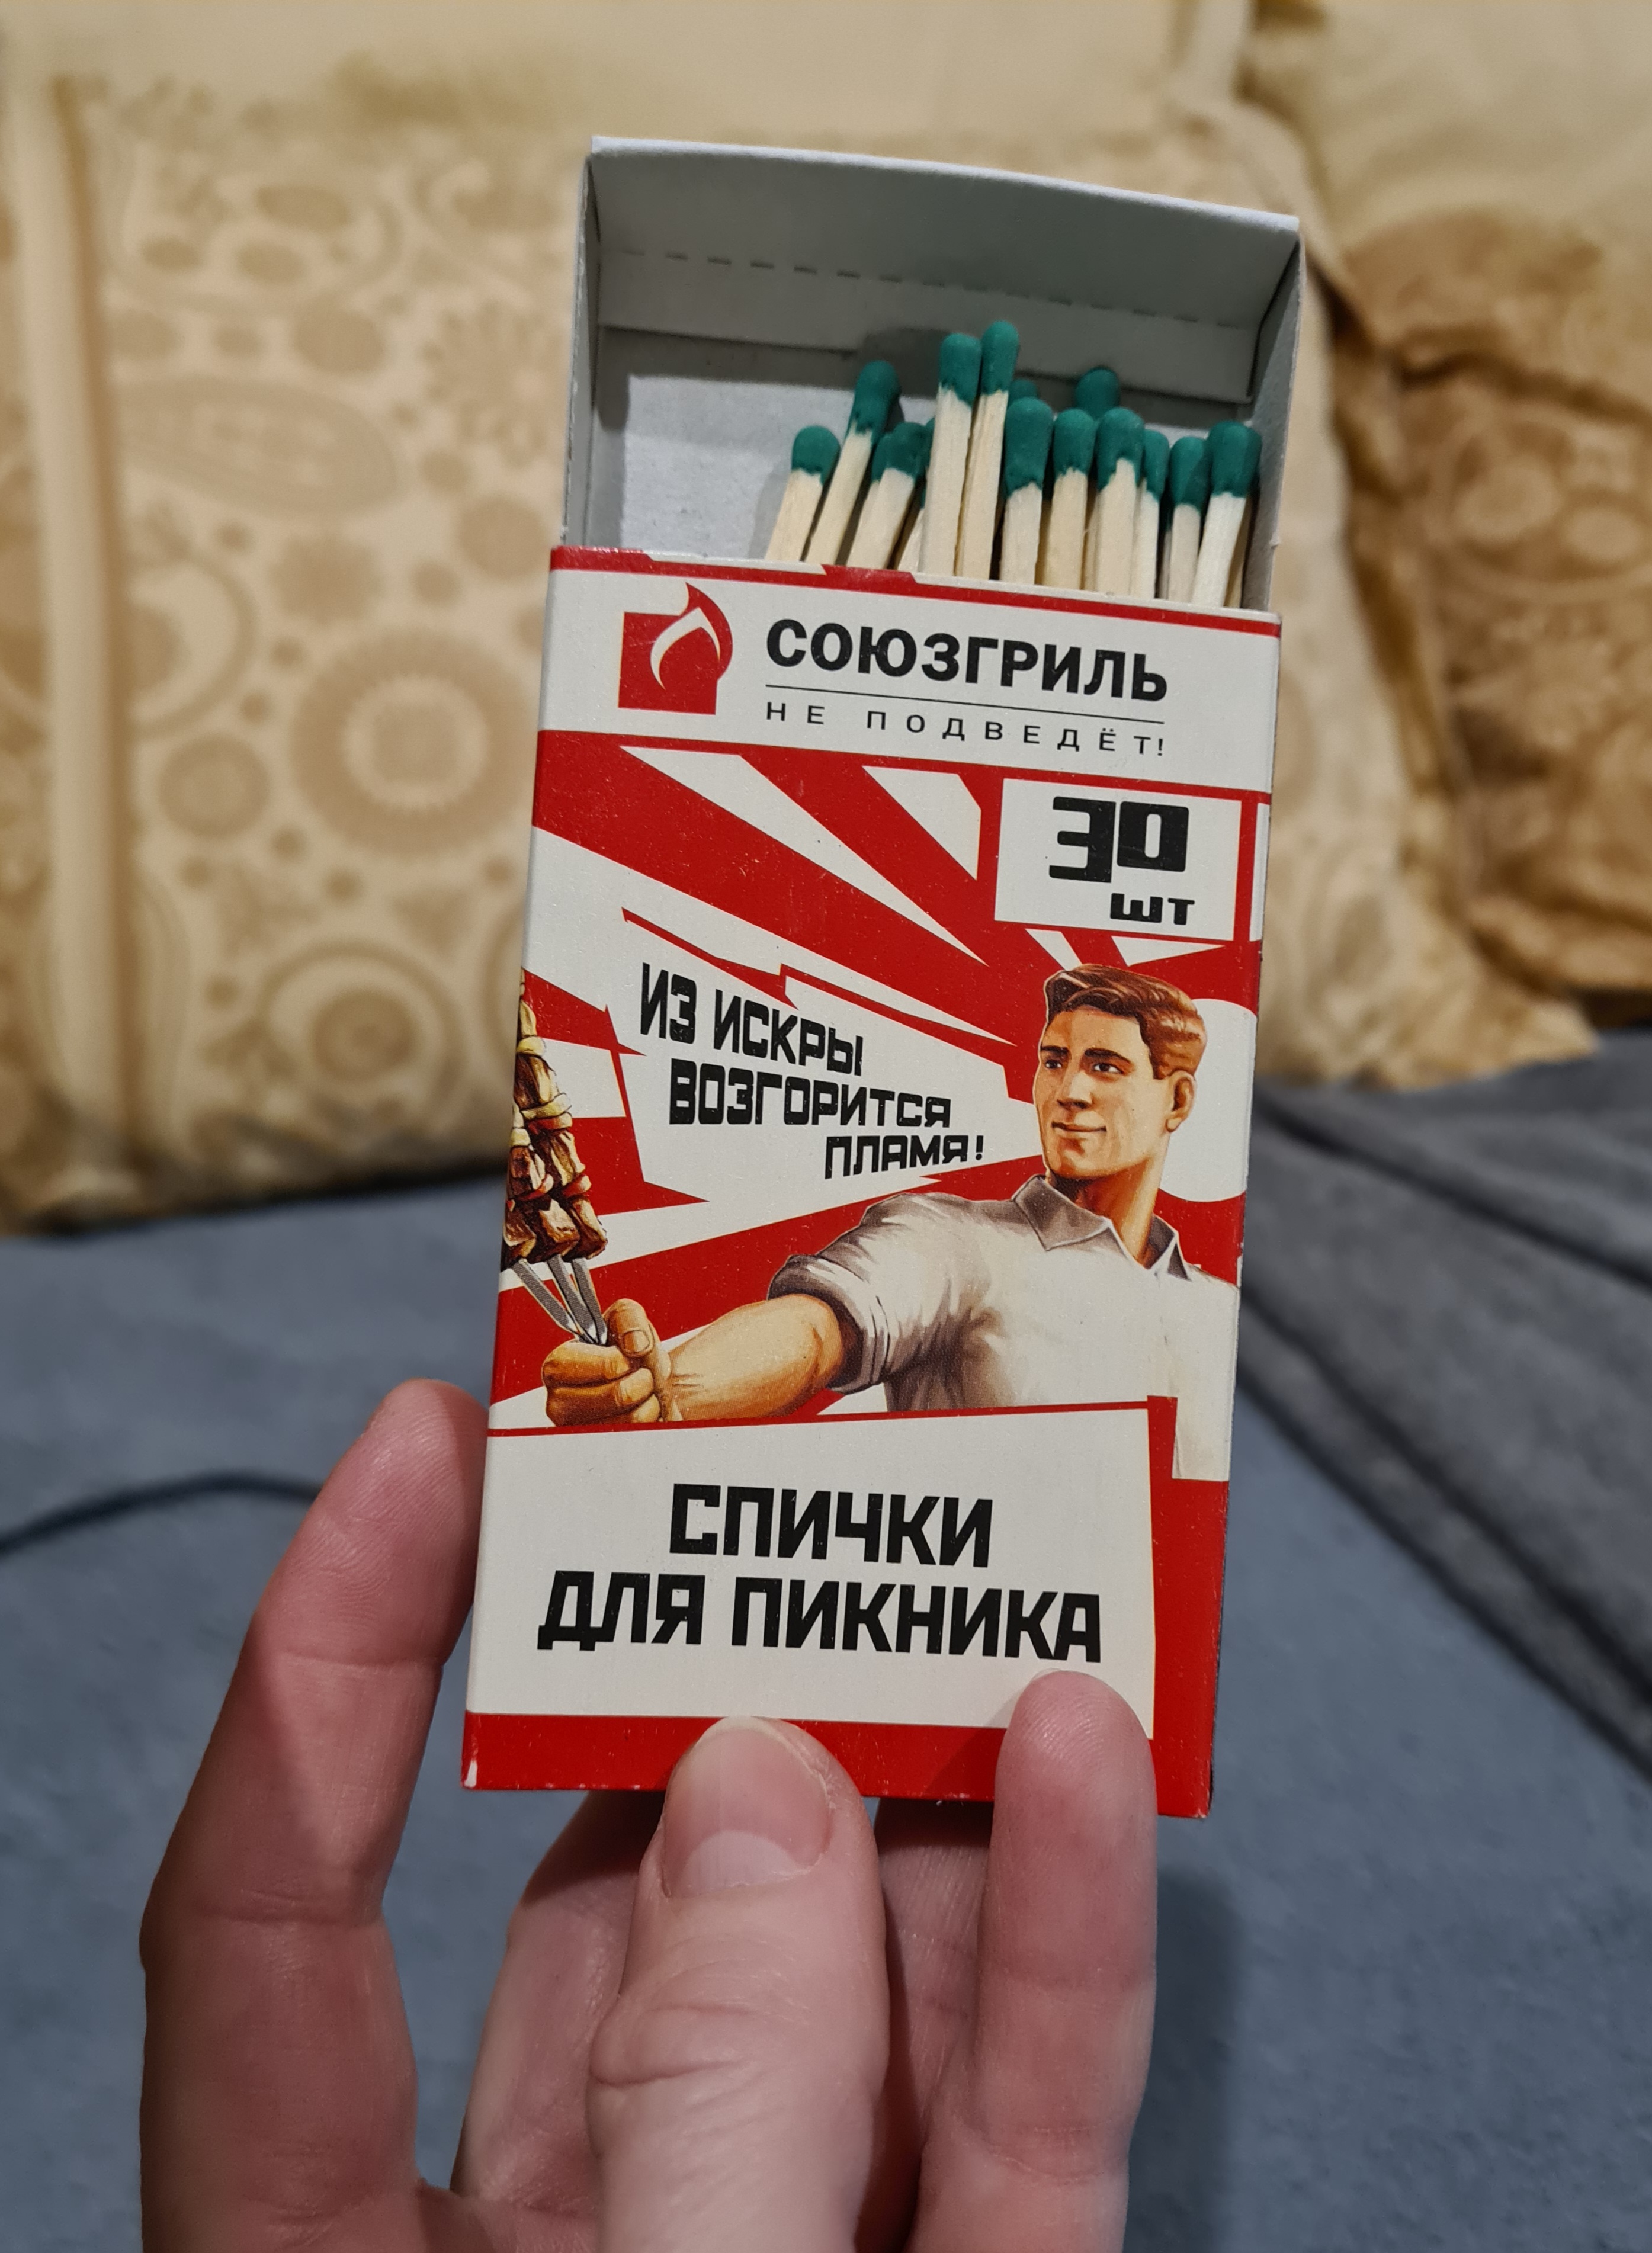 СОЮЗГРИЛЬ
НЕ ПОДВЕДЁТ!
30
шт
ИЗ ИСКРЫ
ВОЗГОРИТСЯ
ПЛАМЯ!
СПИЧКИ
ДЛЯ ПИКНИКА